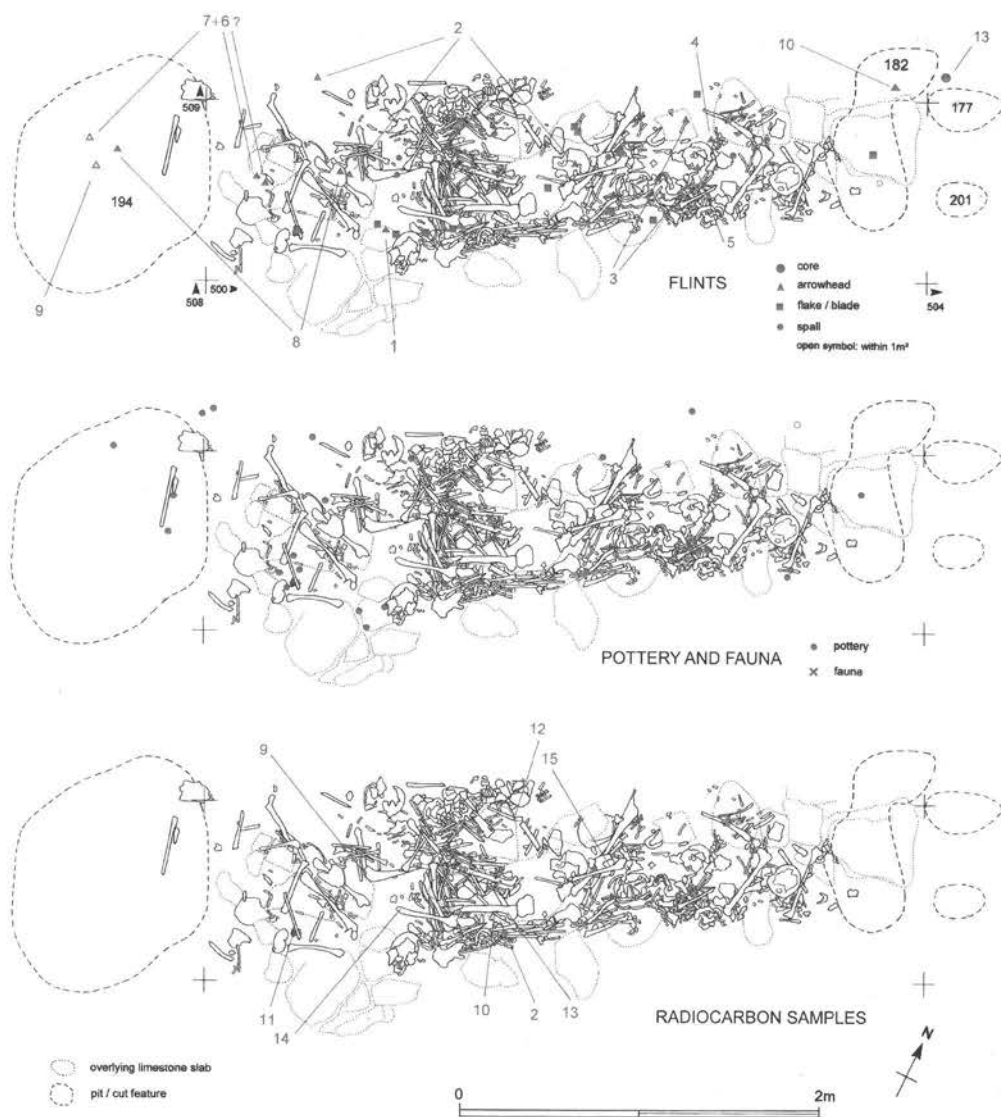 7+6?
2
4
10
13
182
509
177
194
201
3
5
9
508
500
8
1
FLINTS
504
core
arrowhead
flake / blade
spall
open symbol: within 1m²
POTTERY AND FAUNA
pottery
fauna
12
9
15
11
14
10
2
13
RADIOCARBON SAMPLES
N
overlying limestone slab
pit / cut feature
0
2m